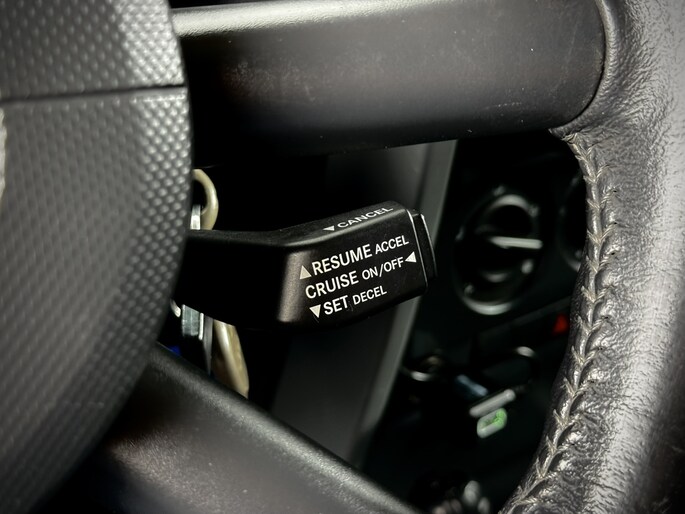 ▼CANCEL
▲RESUME ACCEL
CRUISE ON/OFF◀
▼SET DECEL